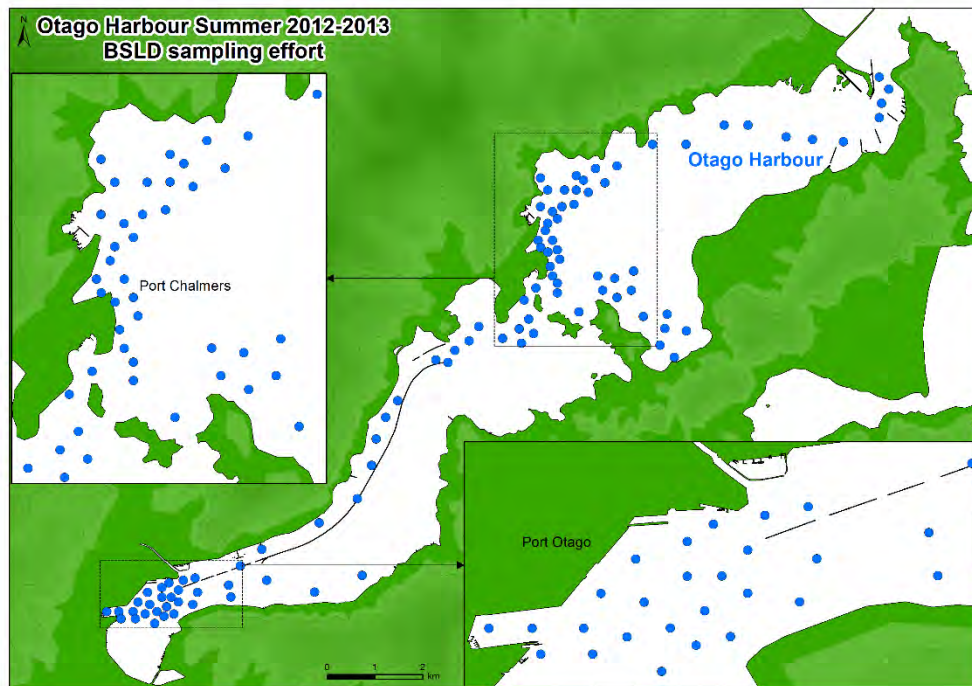 Otago Harbour Summer 2012-2013
BSLD sampling effort
N
Otago Harbour
Port Chalmers
Port Otago
0 1 2
km